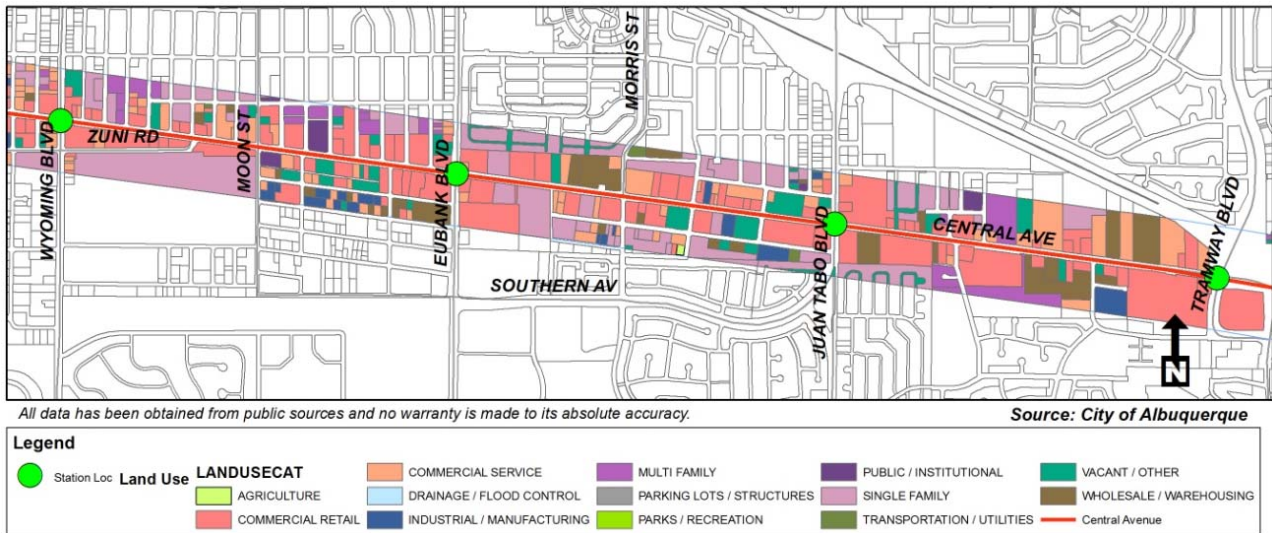 MORRIS ST
ZUNI RD
WYOMING BLVD
MOON ST
EUBANK BLVD
JUAN TABO BLVD
CENTRAL AVE
TRAMWAY BLVD
SOUTHERN AV
N
All data has been obtained from public sources and no warranty is made to its absolute accuracy.
Source: City of Albuquerque
Legend
Station Loc
Land Use
LANDUSECAT
AGRICULTURE
COMMERCIAL RETAIL
COMMERCIAL SERVICE
DRAINAGE / FLOOD CONTROL
INDUSTRIAL / MANUFACTURING
MULTI FAMILY
PARKING LOTS / STRUCTURES
PARKS / RECREATION
PUBLIC / INSTITUTIONAL
SINGLE FAMILY
TRANSPORTATION / UTILITIES
VACANT / OTHER
WHOLESALE / WAREHOUSING
Central Avenue